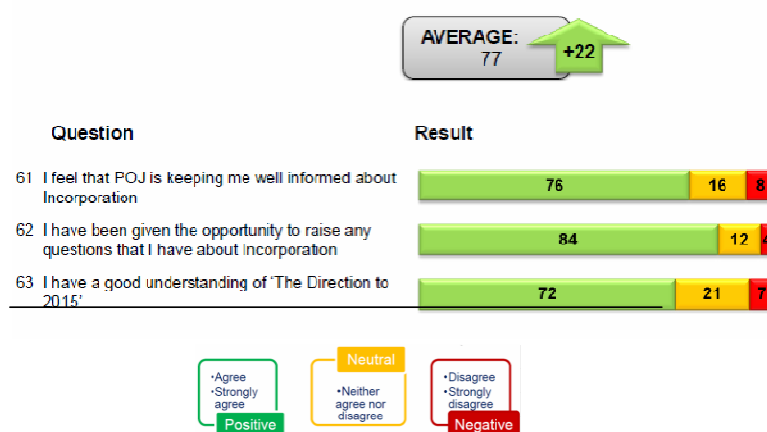 AVERAGE:
77
+22
Question Result
61 I feel that POJ is keeping me well informed about
Incorporation
76 16 8
62 I have been given the opportunity to raise any
questions that I have about Incorporation
84 12 4
63 I have a good understanding of ‘The Direction to
2015’
72 21 7
•Agree
•Strongly
agree
Positive
Neutral
•Neither
agree nor
disagree
•Disagree
•Strongly
disagree
Negative